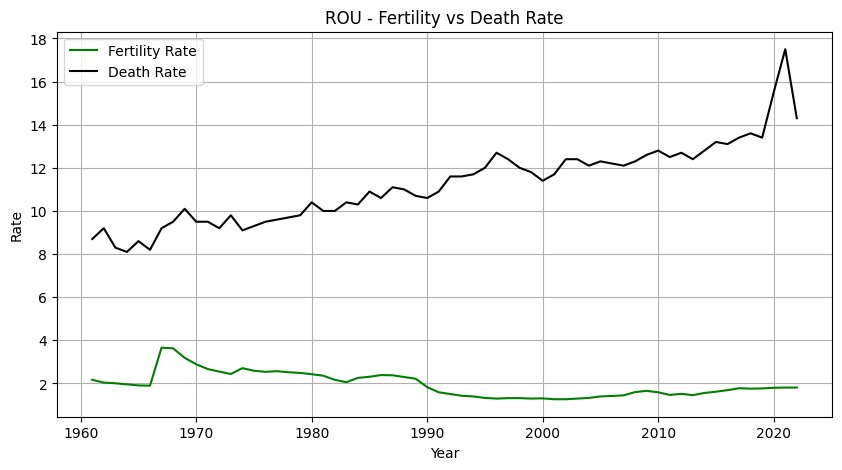 ROU - Fertility vs Death Rate
Fertility Rate
Death Rate
18
16
14
12
10
8
6
4
2
Rate
1960 1970 1980 1990 2000 2010 2020
Year